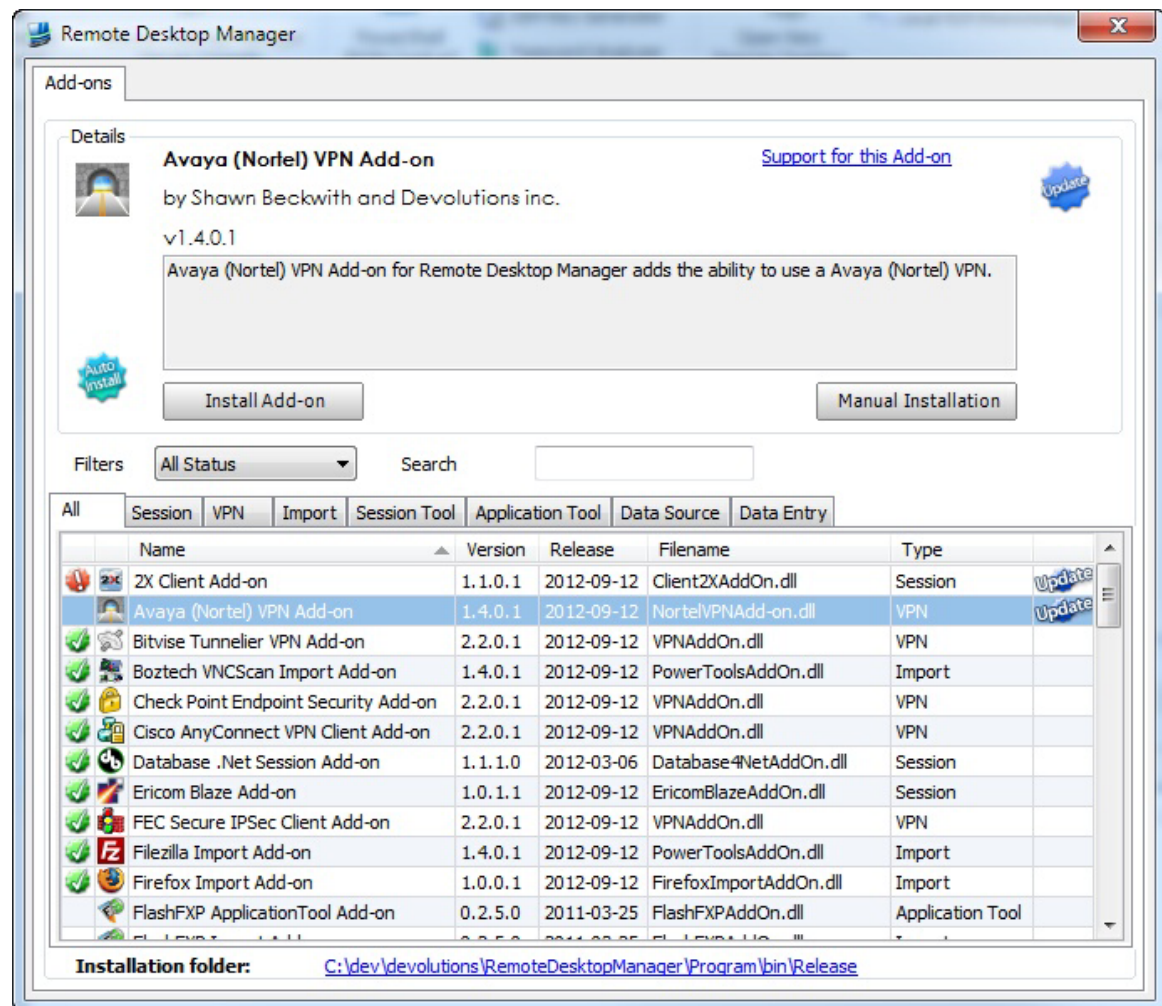 Remote Desktop Manager
Add-ons
Details
Avaya (Nortel) VPN Add-on
Support for this Add-on
Update
by Shawn Beckwith and Devolutions inc.
v1.4.0.1
Avaya (Nortel) VPN Add-on for Remote Desktop Manager adds the ability to use a Avaya (Nortel) VPN.
Auto Install
Install Add-on Manual Installation
Filters All Status Search
All Session VPN Import Session Tool Application Tool Data Source Data Entry
Name Version Release Filename Type
2X 2X Client Add-on 1.1.0.1 2012-09-12 Client2XAddOn.dll Session Update
Avaya (Nortel) VPN Add-on 1.4.0.1 2012-09-12 NortelVPNAdd-on.dll VPN Update
Bitvise Tunnelier VPN Add-on 2.2.0.1 2012-09-12 VPNAddOn.dll VPN
Boztech VNCScan Import Add-on 1.4.0.1 2012-09-12 PowerToolsAddOn.dll Import
Check Point Endpoint Security Add-on 2.2.0.1 2012-09-12 VPNAddOn.dll VPN
Cisco AnyConnect VPN Client Add-on 2.2.0.1 2012-09-12 VPNAddOn.dll VPN
Database .Net Session Add-on 1.1.1.0 2012-03-06 Database4NetAddOn.dll Session
Ericom Blaze Add-on 1.0.1.1 2012-09-12 EricomBlazeAddOn.dll Session
FEC Secure IPSec Client Add-on 2.2.0.1 2012-09-12 VPNAddOn.dll VPN
Fz Filezilla Import Add-on 1.4.0.1 2012-09-12 PowerToolsAddOn.dll Import
Firefox Import Add-on 1.0.0.1 2012-09-12 FirefoxImportAddOn.dll Import
FlashFXP ApplicationTool Add-on 0.2.5.0 2011-03-25 FlashFXPAddOn.dll Application Tool
Installation folder: C:\dev\devolutions\RemoteDesktopManager\Program\bin\Release